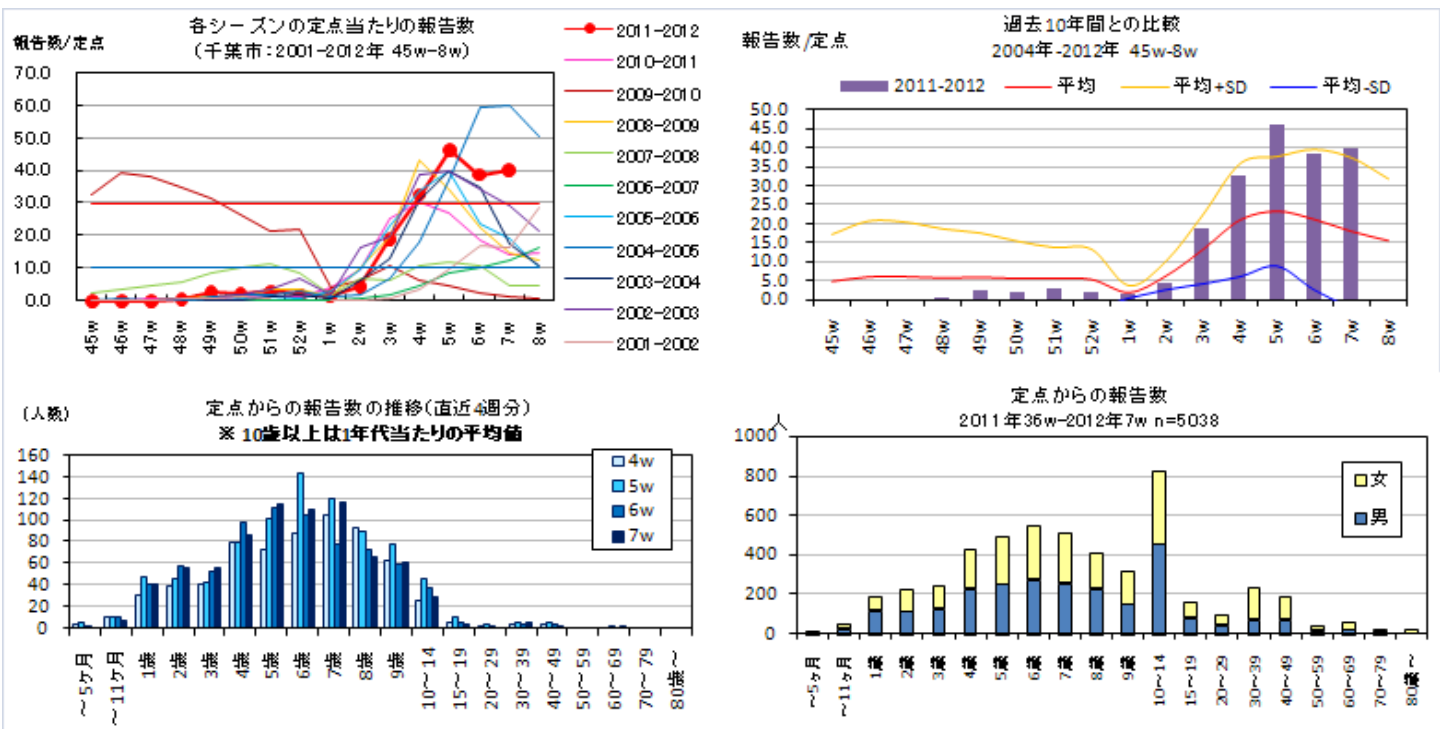 各シーズンの定点当たりの報告数
(千葉市:2001-2012年 45w-8w)
報告数/定点
70.0
60.0
50.0
40.0
30.0
20.0
10.0
0.0
45w
46w
47w
48w
49w
50w
51w
52w
1w
2w
3w
4w
5w
6w
7w
8w
2011-2012
2010-2011
2009-2010
2008-2009
2007-2008
2006-2007
2005-2006
2004-2005
2003-2004
2002-2003
2001-2002
過去10年間との比較
2004年-2012年 45w-8w
報告数/定点
2011-2012
平均
平均+SD
平均-SD
50.0
45.0
40.0
35.0
30.0
25.0
20.0
15.0
10.0
5.0
0.0
45w
46w
47w
48w
49w
50w
51w
52w
1w
2w
3w
4w
5w
6w
7w
8w
定点からの報告数の推移(直近4週分)
※ 10歳以上は1年代当たりの平均値
(人数)
160
140
120
100
80
60
40
20
0
4w
5w
6w
7w
～5ヶ月
～11ヶ月
1歳
2歳
3歳
4歳
5歳
6歳
7歳
8歳
9歳
10～14
15～19
20～29
30～39
40～49
50～59
60～69
70～79
80歳～
定点からの報告数
2011年36w-2012年7w n=5038
人
1000
800
600
400
200
0
女
男
～5ヶ月
～11ヶ月
1歳
2歳
3歳
4歳
5歳
6歳
7歳
8歳
9歳
10～14
15～19
20～29
30～39
40～49
50～59
60～69
70～79
80歳～